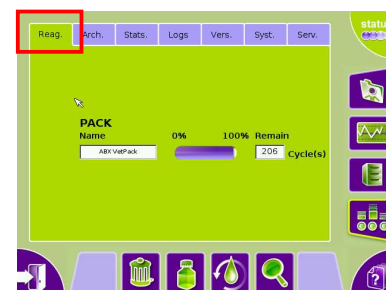 status
Reag. Arch. Stats. Logs Vers. Syst. Serv.
PACK
Name 0% 100% Remain
ABX VetPack 206 Cycle(s)